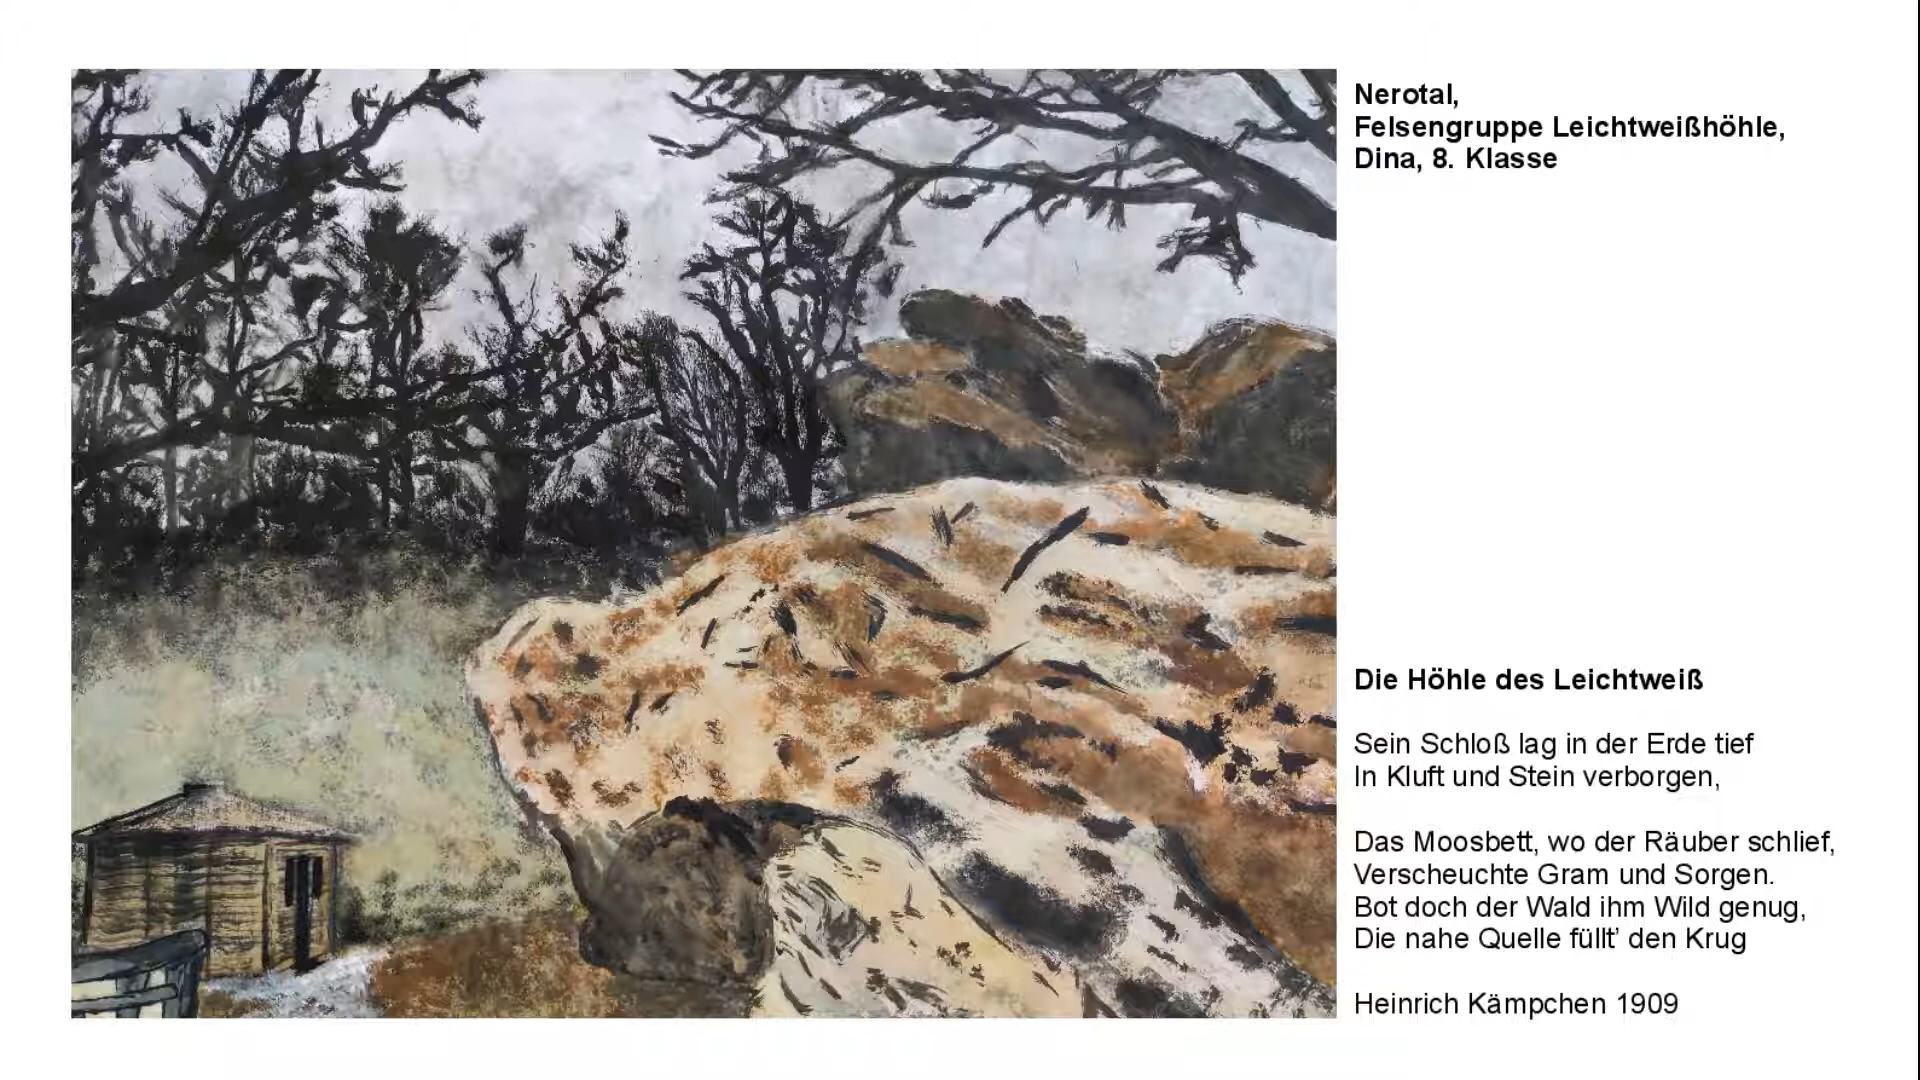 Nerotal,
Felsengruppe Leichtweißhöhle,
Dina, 8. Klasse
Die Höhle des Leichtweiß
Sein Schloß lag in der Erde tief
In Kluft und Stein verborgen,
Das Moosbett, wo der Räuber schlief,
Verscheuchte Gram und Sorgen.
Bot doch der Wald ihm Wild genug,
Die nahe Quelle füllt’ den Krug
Heinrich Kämpchen 1909